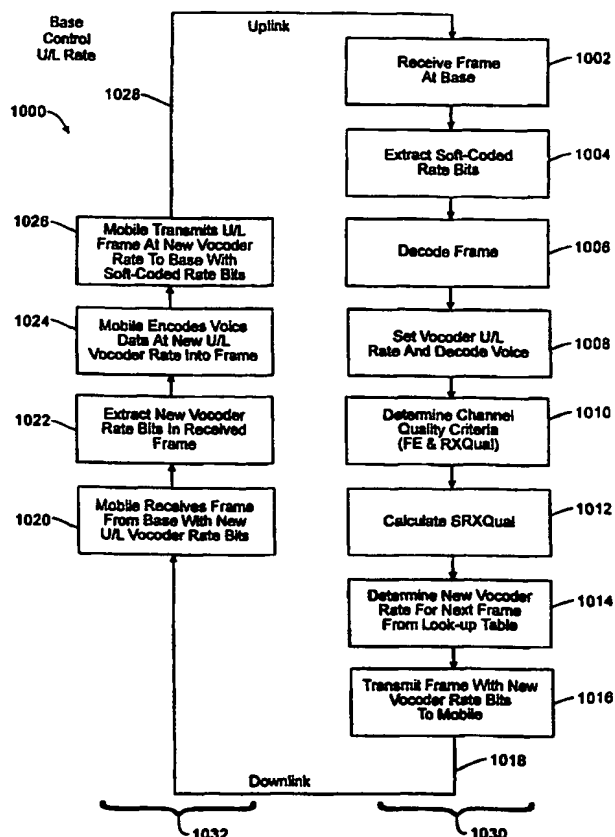 Base
Control
U/L Rate
1000
1028
Uplink
Receive Frame
At Base
1002
Extract Soft-Coded
Rate Bits
1004
Decode Frame
1006
Set Vocoder U/L
Rate And Decode Voice
1008
Determine Channel
Quality Criteria
(FE & RXQual)
1010
Calculate SRXQual
1012
Determine New Vocoder
Rate For Next Frame
From Look-up Table
1014
Transmit Frame With New
Vocoder Rate Bits
To Mobile
1016
1018
Downlink
1026
Mobile Transmits U/L
Frame At New Vocoder
Rate To Base With
Soft-Coded Rate Bits
1024
Mobile Encodes Voice
Data At New U/L
Vocoder Rate Into Frame
1022
Extract New Vocoder
Rate Bits In Received
Frame
1020
Mobile Receives Frame
From Base With New
U/L Vocoder Rate Bits
1032
1030